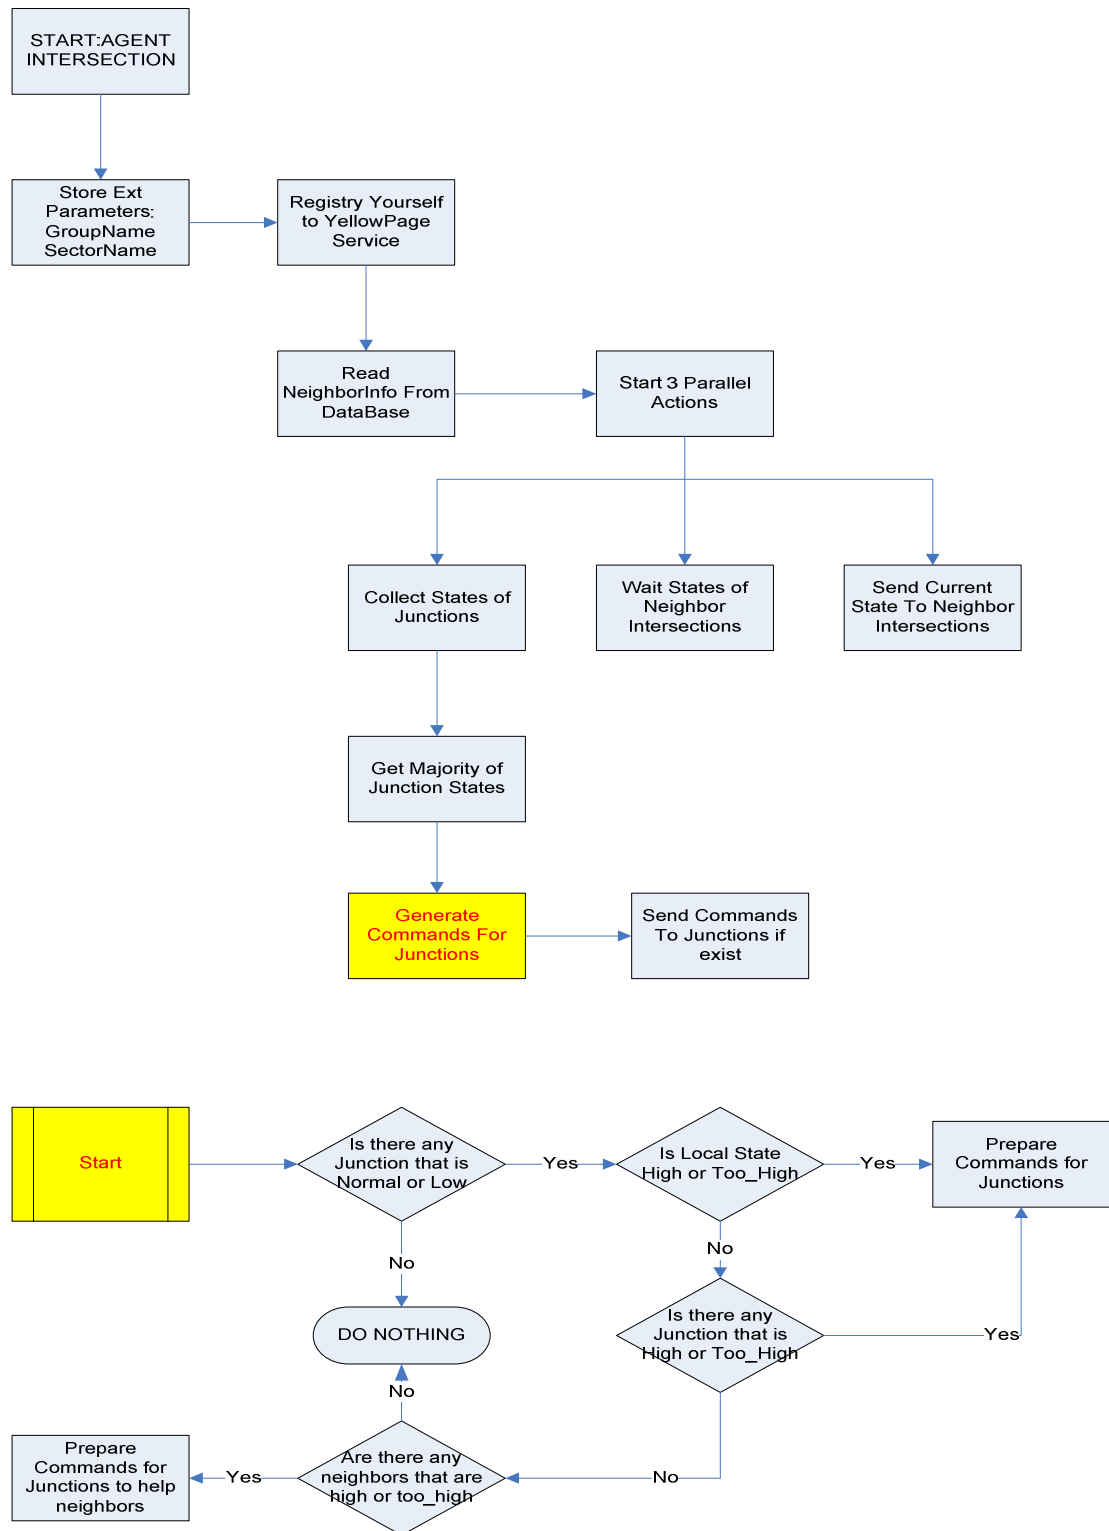 START:AGENT
INTERSECTION
Store Ext
Parameters:
GroupName
SectorName
Registry Yourself
to YellowPage
Service
Read
NeighborInfo From
DataBase
Start 3 Parallel
Actions
Collect States of
Junctions
Wait States of
Neighbor
Intersections
Send Current
State To Neighbor
Intersections
Get Majority of
Junction States
Generate
Commands For
Junctions
Send Commands
To Junctions if
exist
Start
Is there any
Junction that is
Normal or Low
Yes
Is Local State
High or Too_High
Yes
Prepare
Commands for
Junctions
No
No
DO NOTHING
Is there any
Junction that is
High or Too_High
Yes
No
Prepare
Commands for
Junctions to help
neighbors
Yes
Are there any
neighbors that are
high or too_high
No